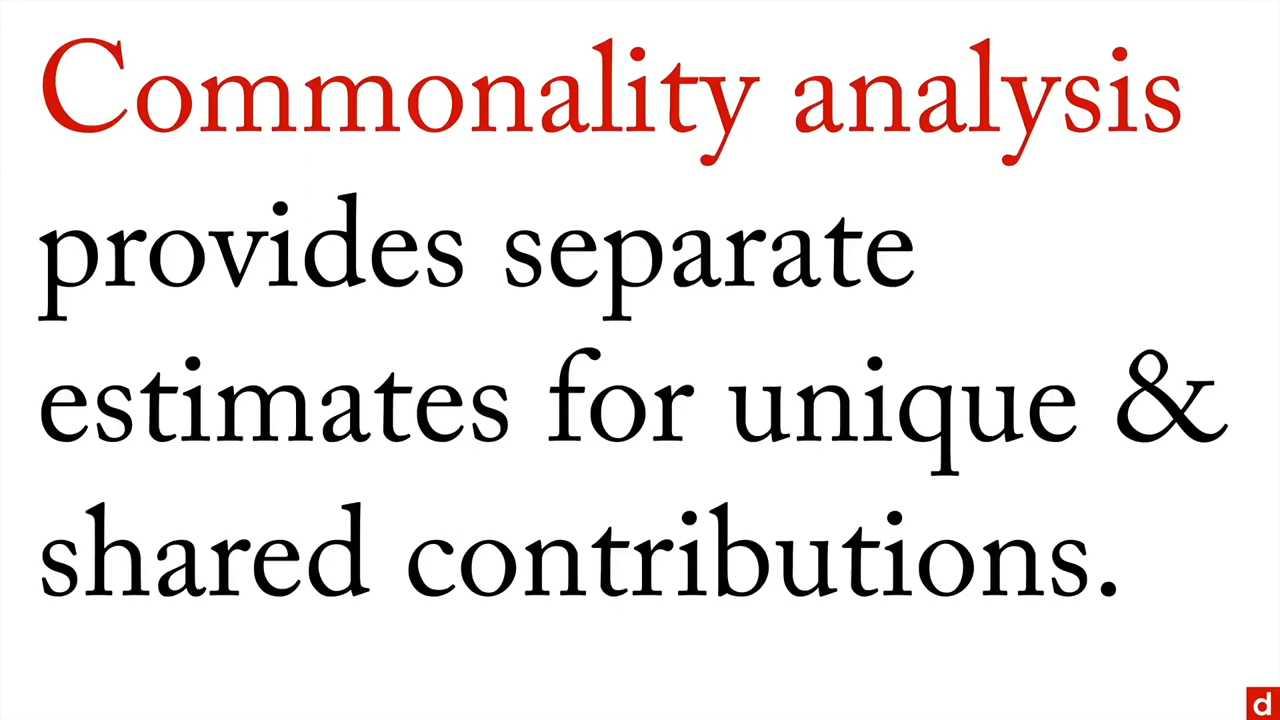 Commonality analysis
provides separate
estimates for unique &
shared contributions.
d